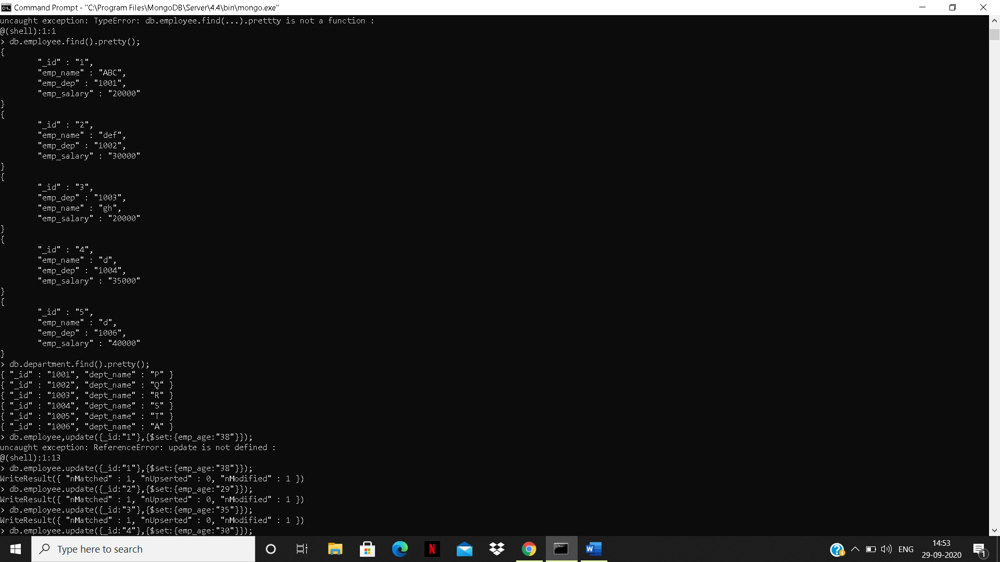 Command Prompt - "C:\Program Files\MongoDB\Server\4.4\bin\mongo.exe"
uncaught exception: TypeError: db.employee.find(...).prettty is not a function :
@(shell):1:1
> db.employee.find().pretty();
{
"_id" : "1",
"emp_name" : "ABC",
"emp_dep" : "1001",
"emp_salary" : "20000"
}
{
"_id" : "2",
"emp_name" : "def",
"emp_dep" : "1002",
"emp_salary" : "30000"
}
{
"_id" : "3",
"emp_dep" : "1003",
"emp_name" : "gh",
"emp_salary" : "20000"
}
{
"_id" : "4",
"emp_name" : "d",
"emp_dep" : "1004",
"emp_salary" : "35000"
}
{
"_id" : "5",
"emp_name" : "d",
"emp_dep" : "1006",
"emp_salary" : "40000"
}
> db.department.find().pretty();
{ "_id" : "1001", "dept_name" : "P" }
{ "_id" : "1002", "dept_name" : "Q" }
{ "_id" : "1003", "dept_name" : "R" }
{ "_id" : "1004", "dept_name" : "S" }
{ "_id" : "1005", "dept_name" : "T" }
{ "_id" : "1006", "dept_name" : "A" }
> db.employee,update({_id:"1"},{$set:{emp_age:"38"}});
uncaught exception: ReferenceError: update is not defined :
@(shell):1:13
> db.employee.update({_id:"1"},{$set:{emp_age:"38"}});
WriteResult({ "nMatched" : 1, "nUpserted" : 0, "nModified" : 1 })
> db.employee.update({_id:"2"},{$set:{emp_age:"29"}});
WriteResult({ "nMatched" : 1, "nUpserted" : 0, "nModified" : 1 })
> db.employee.update({_id:"3"},{$set:{emp_age:"35"}});
WriteResult({ "nMatched" : 1, "nUpserted" : 0, "nModified" : 1 })
> db.employee.update({_id:"4"},{$set:{emp_age:"30"}});
Type here to search
N
W
ENG
14:53
29-09-2020
1